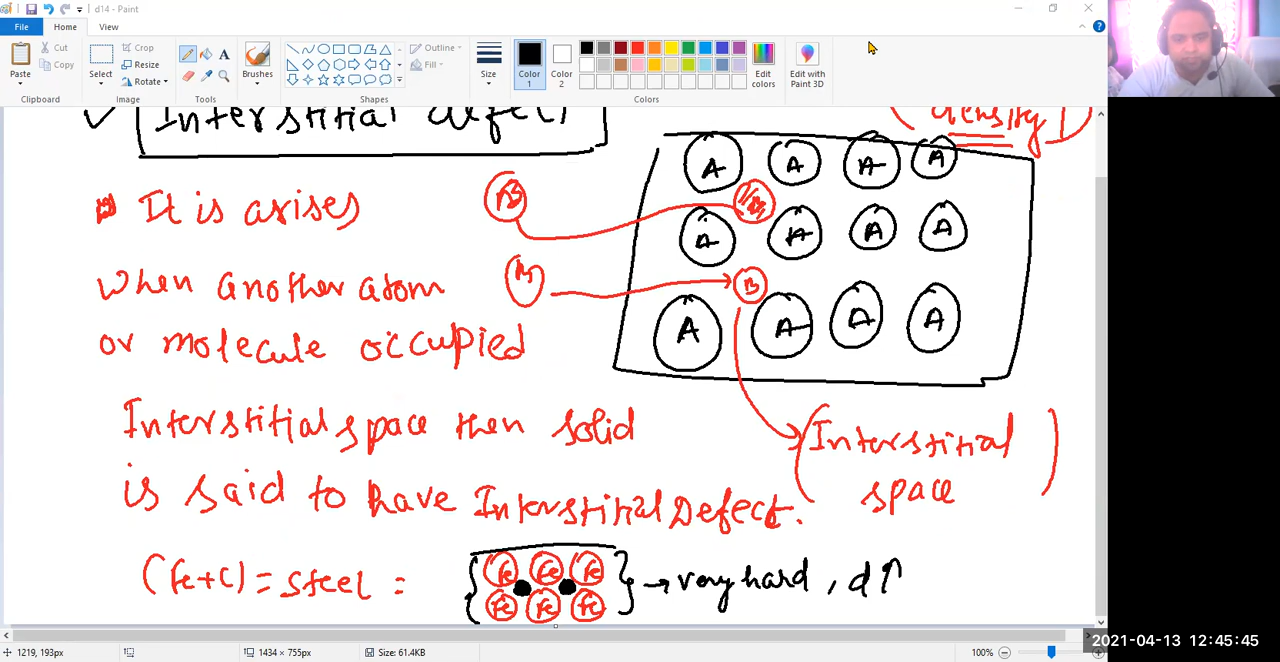 d14 - Paint
File Home View
Paste
Cut
Copy
Clipboard
Select
Crop
Resize
Rotate
Image
Tools
Brushes
Shapes
Outline
Fill
Size
Color 1
Color 2
Edit colors
Colors
Edit with Paint 3D
Interstitial defect
(density
A A A A
A A A A
B
A A A A
It is arises
when another atom
or molecule occupied
Interstitial space then solid
is said to have Interstitial Defect.
(Interstitial space)
(Fe+C) = steel =
Fe Fe Fe
Fe Fe Fe
→ very hard, d↑
2021-04-13 12:45:45
1219, 193px
1434 × 755px
Size: 61.4KB
100%